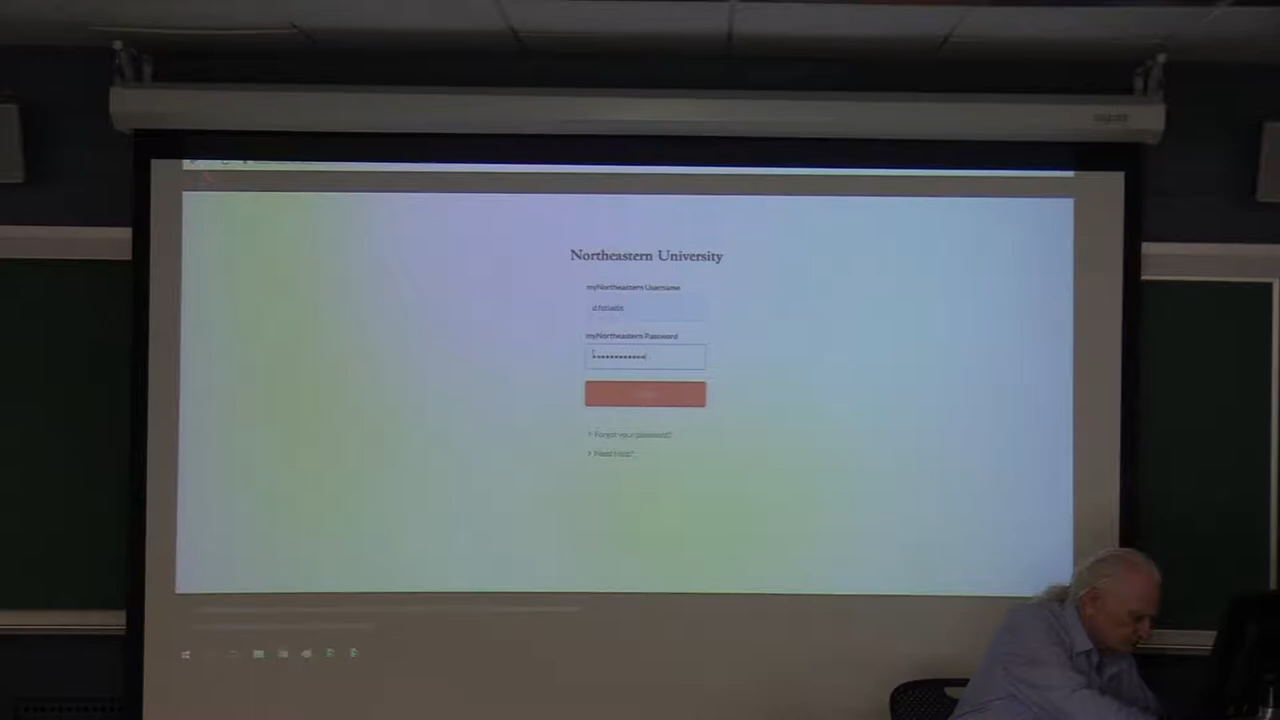 Northeastern University
myNortheastern Username
myNortheastern Password
Forgot your password?
Need Help?